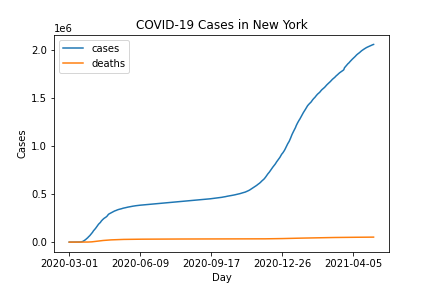 COVID-19 Cases in New York
1e6
cases
deaths
2.0
1.5
1.0
0.5
0.0
Cases
2020-03-01 2020-06-09 2020-09-17 2020-12-26 2021-04-05
Day